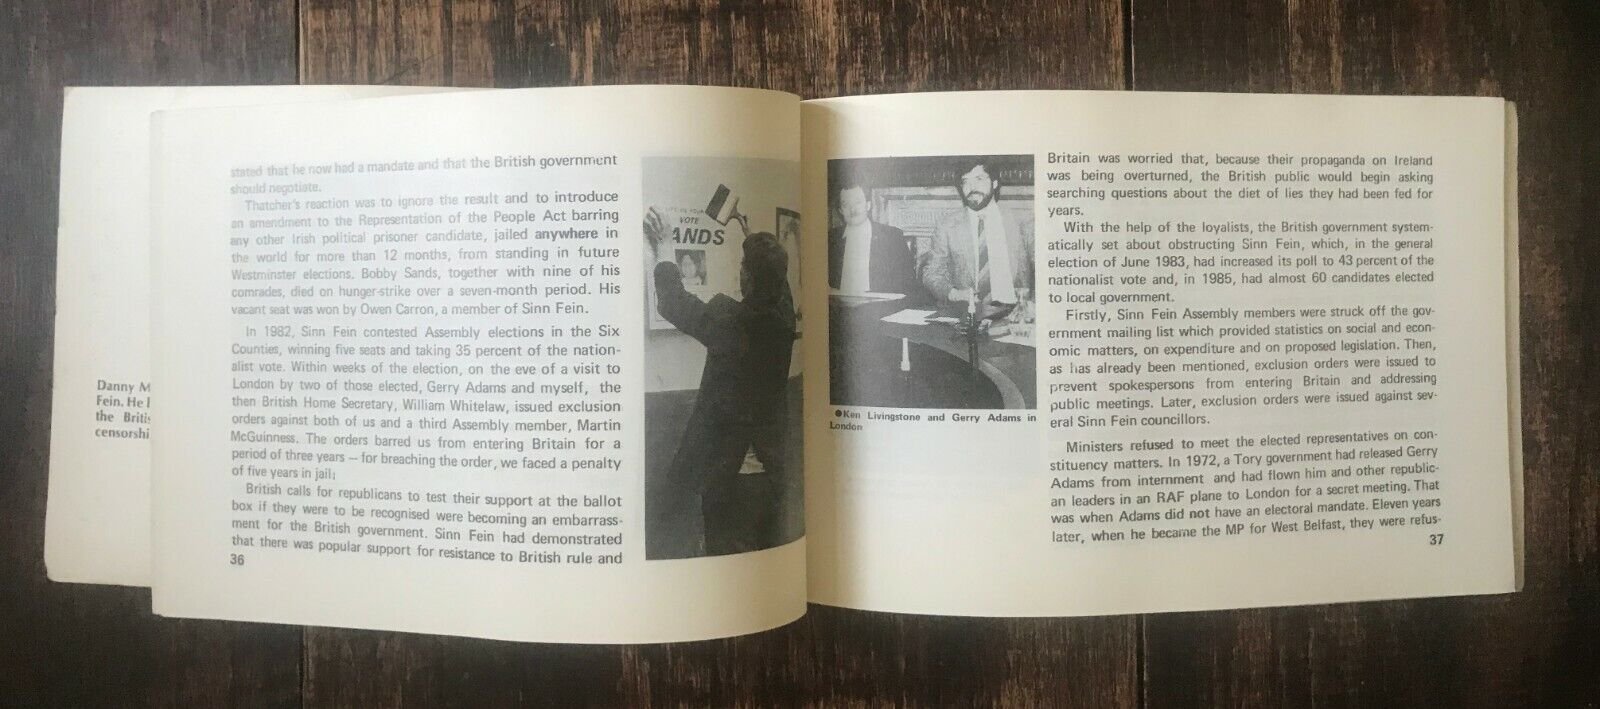 Danny M
Fein. He
the Britis
censorshi
stated that he now had a mandate and that the British government
should negotiate.
Thatcher's reaction was to ignore the result and to introduce
an amendment to the Representation of the People Act barring
any other Irish political prisoner candidate, jailed anywhere in
the world for more than 12 months, from standing in future
Westminster elections. Bobby Sands, together with nine of his
comrades, died on hunger-strike over a seven-month period. His
vacant seat was won by Owen Carron, a member of Sinn Fein.
In 1982, Sinn Fein contested Assembly elections in the Six
Counties, winning five seats and taking 35 percent of the nation-
alist vote. Within weeks of the election, on the eve of a visit to
London by two of those elected, Gerry Adams and myself, the
then British Home Secretary, William Whitelaw, issued exclusion
orders against both of us and a third Assembly member, Martin
McGuinness. The orders barred us from entering Britain for a
period of three years — for breaching the order, we faced a penalty
of five years in jail.
British calls for republicans to test their support at the ballot
box if they were to be recognised were becoming an embarrass-
ment for the British government. Sinn Fein had demonstrated
that there was popular support for resistance to British rule and
36
VOTE
ANDS
●Ken Livingstone and Gerry Adams in
London
Britain was worried that, because their propaganda on Ireland
was being overturned, the British public would begin asking
searching questions about the diet of lies they had been fed for
years.
With the help of the loyalists, the British government system-
atically set about obstructing Sinn Fein, which, in the general
election of June 1983, had increased its poll to 43 percent of the
nationalist vote and, in 1985, had almost 60 candidates elected
to local government.
Firstly, Sinn Fein Assembly members were struck off the gov-
ernment mailing list which provided statistics on social and econ-
omic matters, on expenditure and on proposed legislation. Then,
as has already been mentioned, exclusion orders were issued to
prevent spokespersons from entering Britain and addressing
public meetings. Later, exclusion orders were issued against sev-
eral Sinn Fein councillors.
Ministers refused to meet the elected representatives on con-
stituency matters. In 1972, a Tory government had released Gerry
Adams from internment and had flown him and other republic-
an leaders in an RAF plane to London for a secret meeting. That
was when Adams did not have an electoral mandate. Eleven years
later, when he became the MP for West Belfast, they were refus-
37